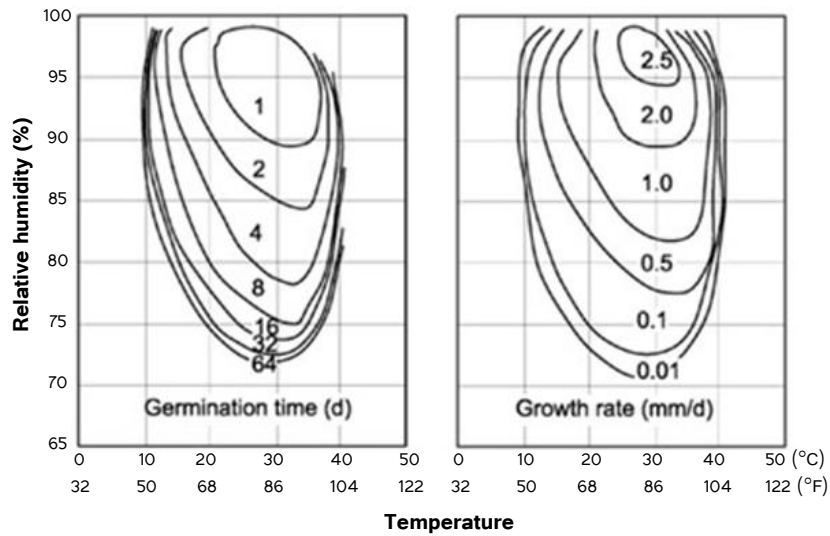 Relative humidity (%)
100
95
90
85
80
75
70
65
1
2
4
8
16
32
64
Germination time (d)
0 10 20 30 40 50
32 50 68 86 104 122
2.5
2.0
1.0
0.5
0.1
0.01
Growth rate (mm/d)
0 10 20 30 40 50 (°C)
32 50 68 86 104 122 (°F)
Temperature